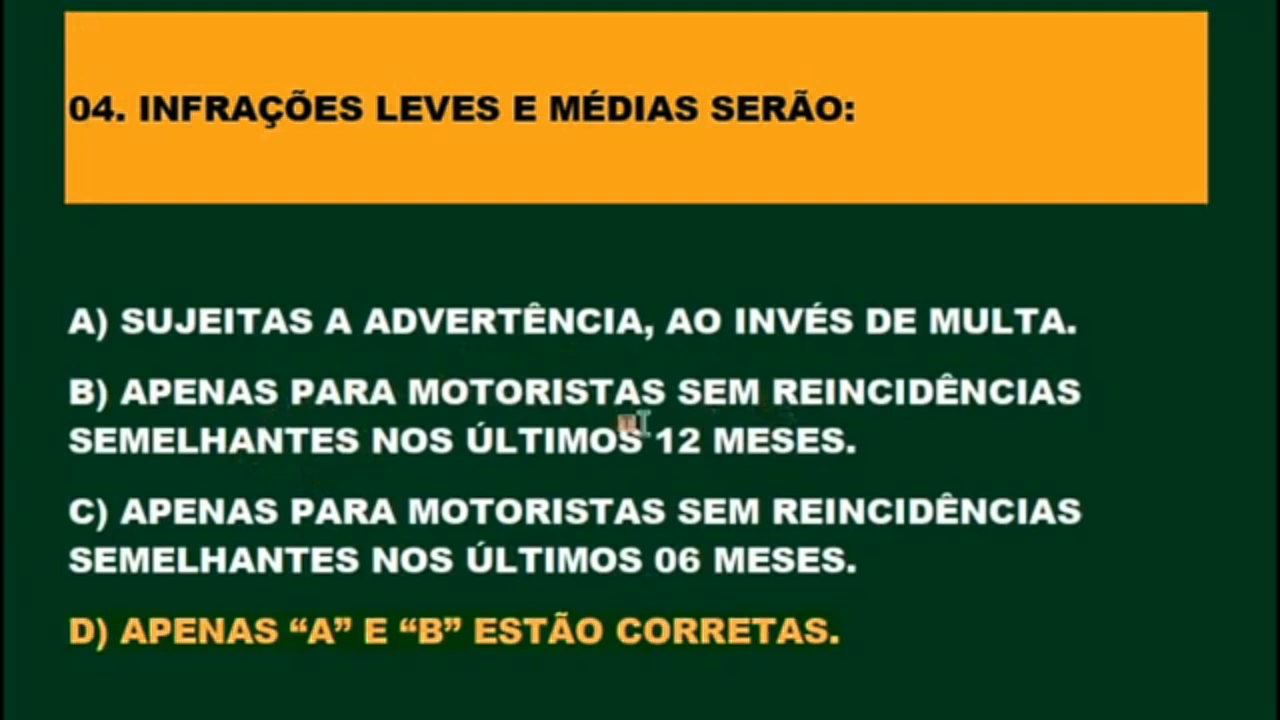 04. INFRAÇÕES LEVES E MÉDIAS SERÃO:
A) SUJEITAS A ADVERTÊNCIA, AO INVÉS DE MULTA.
B) APENAS PARA MOTORISTAS SEM REINCIDÊNCIAS
SEMELHANTES NOS ÚLTIMOS 12 MESES.
C) APENAS PARA MOTORISTAS SEM REINCIDÊNCIAS
SEMELHANTES NOS ÚLTIMOS 06 MESES.
D) APENAS “A” E “B” ESTÃO CORRETAS.